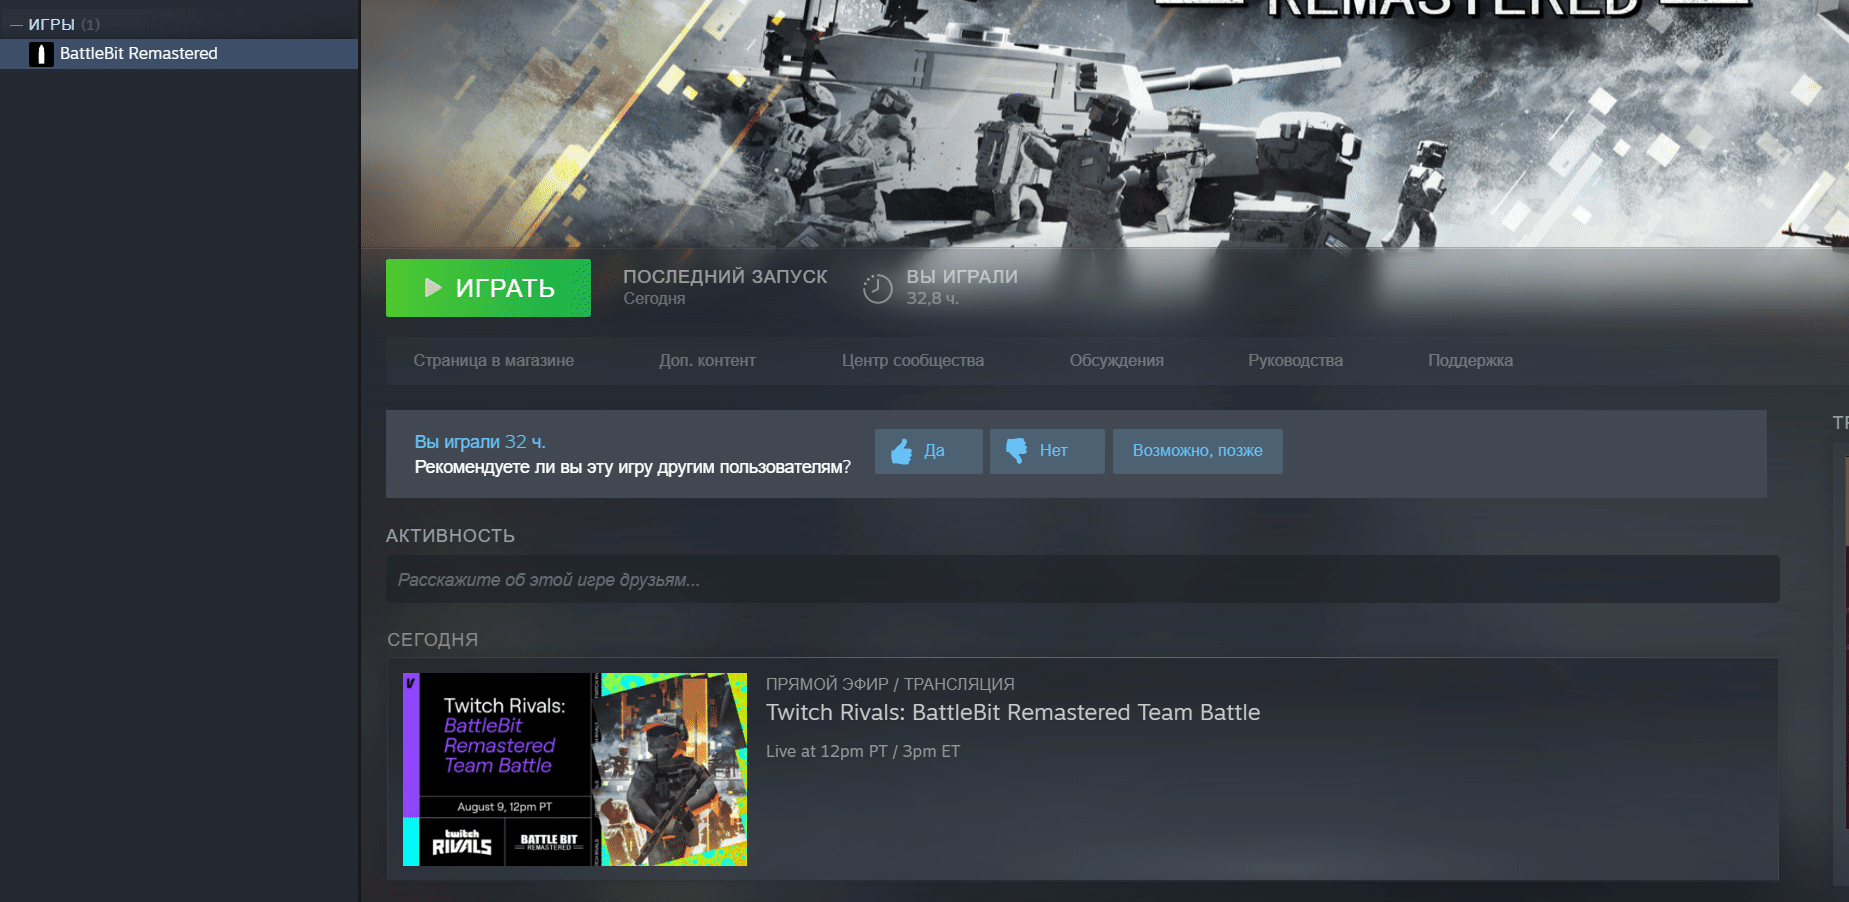 — ИГРЫ (1)
BattleBit Remastered
REMASTERED
ИГРАТЬ
ПОСЛЕДНИЙ ЗАПУСК
Сегодня
ВЫ ИГРАЛИ
32,8 ч.
Страница в магазине
Доп. контент
Центр сообщества
Обсуждения
Руководства
Поддержка
Вы играли 32 ч.
Рекомендуете ли вы эту игру другим пользователям?
Да
Нет
Возможно, позже
АКТИВНОСТЬ
Расскажите об этой игре друзьям...
СЕГОДНЯ
Twitch Rivals:
BattleBit
Remastered
Team Battle
August 9, 12pm PT
twitch
RIVALS
BATTLE BIT
REMASTERED
ПРЯМОЙ ЭФИР / ТРАНСЛЯЦИЯ
Twitch Rivals: BattleBit Remastered Team Battle
Live at 12pm PT / 3pm ET